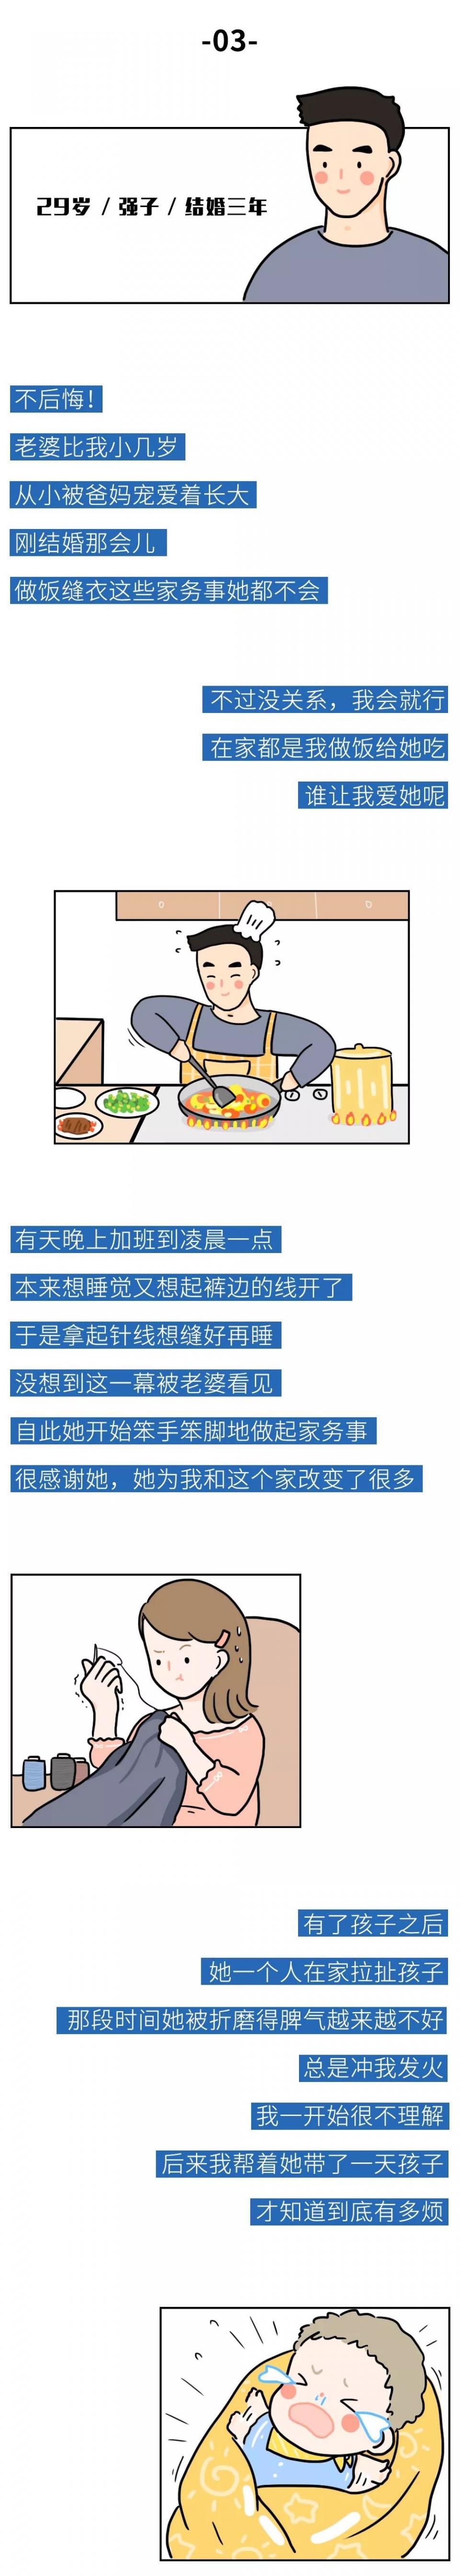 -03-
29岁 / 强子 / 结婚三年
不后悔！
老婆比我小几岁
从小被爸妈宠爱着长大
刚结婚那会儿
做饭缝衣这些家务事她都不会
不过没关系，我会就行
在家都是我做饭给她吃
谁让我爱她呢
有天晚上加班到凌晨一点
本来想睡觉又想起裤边的线开了
于是拿起针线想缝好再睡
没想到这一幕被老婆看见
自此她开始笨手笨脚地做起家务事
很感谢她，她为我和这个家改变了很多
有了孩子之后
她一个人在家拉扯孩子
那段时间她被折磨得脾气越来越不好
总是冲我发火
我一开始很不理解
后来我帮着她带了一天孩子
才知道到底有多烦